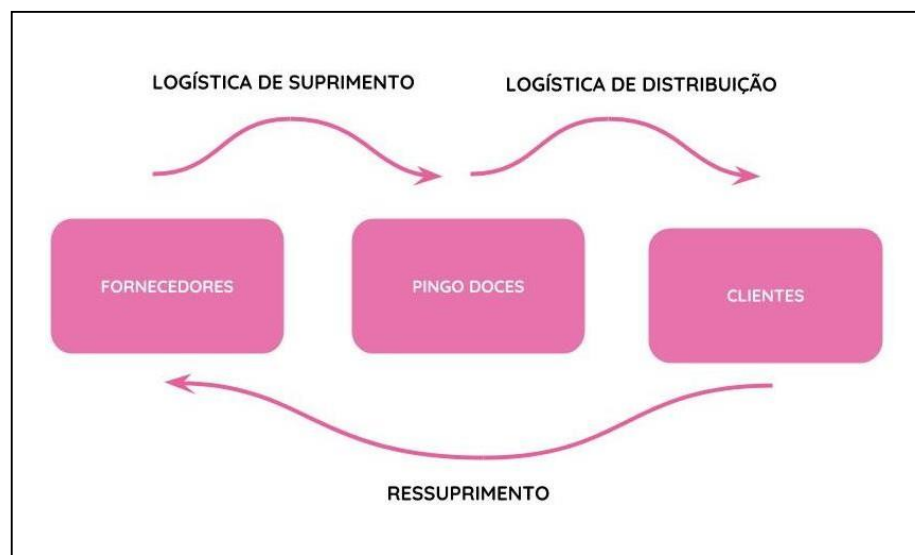 LOGÍSTICA DE SUPRIMENTO
LOGÍSTICA DE DISTRIBUIÇÃO
FORNECEDORES
PINGO DOCES
CLIENTES
RESSUPRIMENTO